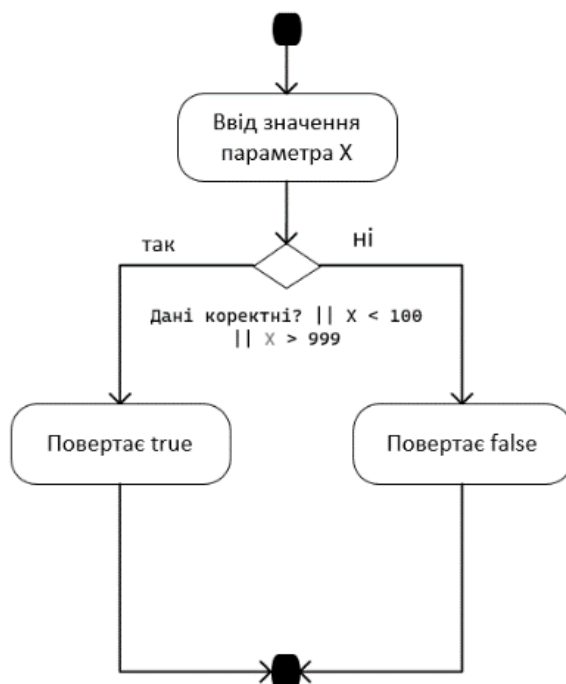 Ввід значення
параметра X
так
ні
Дані коректні? || X < 100
|| X > 999
Повертає true
Повертає false